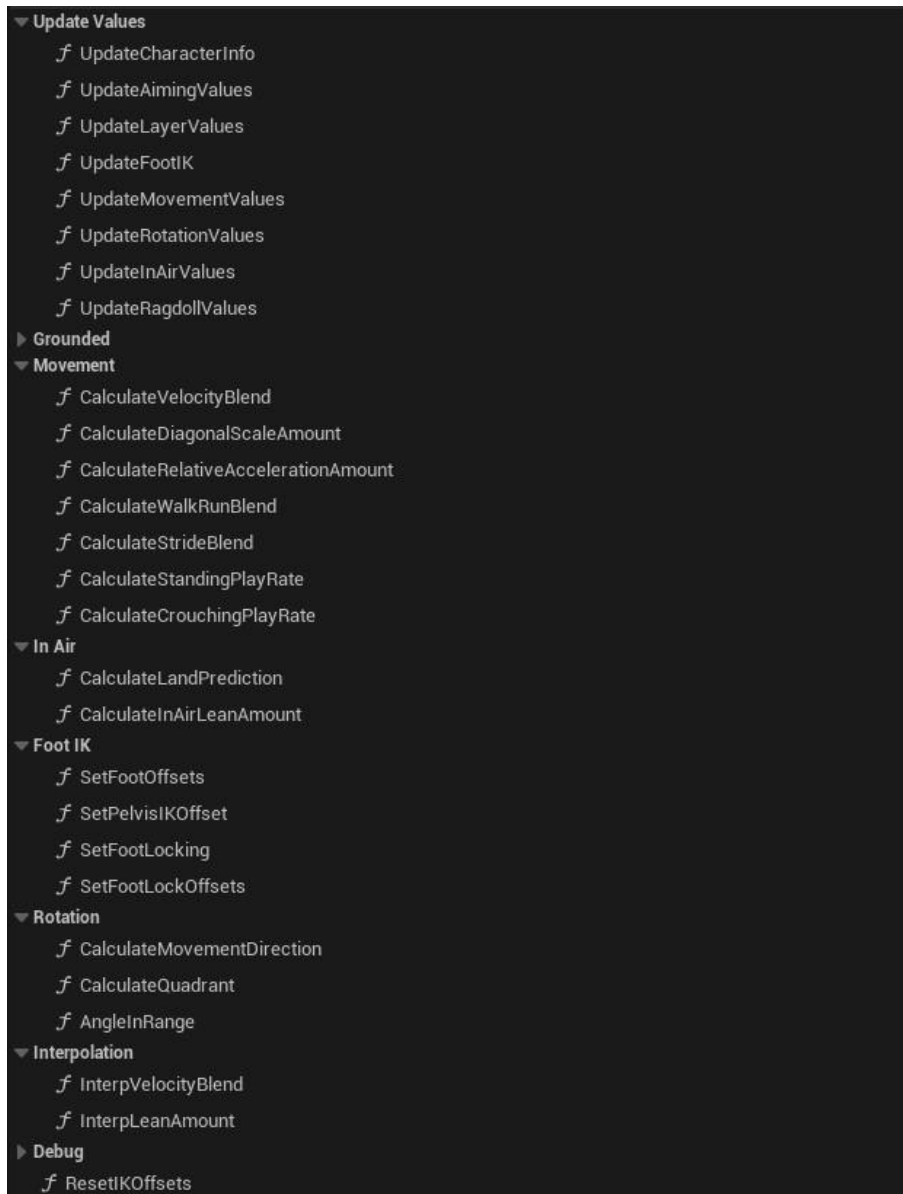 Update Values
f UpdateCharacterInfo
f UpdateAimingValues
f UpdateLayerValues
f UpdateFootIK
f UpdateMovementValues
f UpdateRotationValues
f UpdateInAirValues
f UpdateRagdollValues
Grounded
Movement
f CalculateVelocityBlend
f CalculateDiagonalScaleAmount
f CalculateRelativeAccelerationAmount
f CalculateWalkRunBlend
f CalculateStrideBlend
f CalculateStandingPlayRate
f CalculateCrouchingPlayRate
In Air
f CalculateLandPrediction
f CalculateInAirLeanAmount
Foot IK
f SetFootOffsets
f SetPelvisIKOffset
f SetFootLocking
f SetFootLockOffsets
Rotation
f CalculateMovementDirection
f CalculateQuadrant
f AngleInRange
Interpolation
f InterpVelocityBlend
f InterpLeanAmount
Debug
f ResetIKOffsets